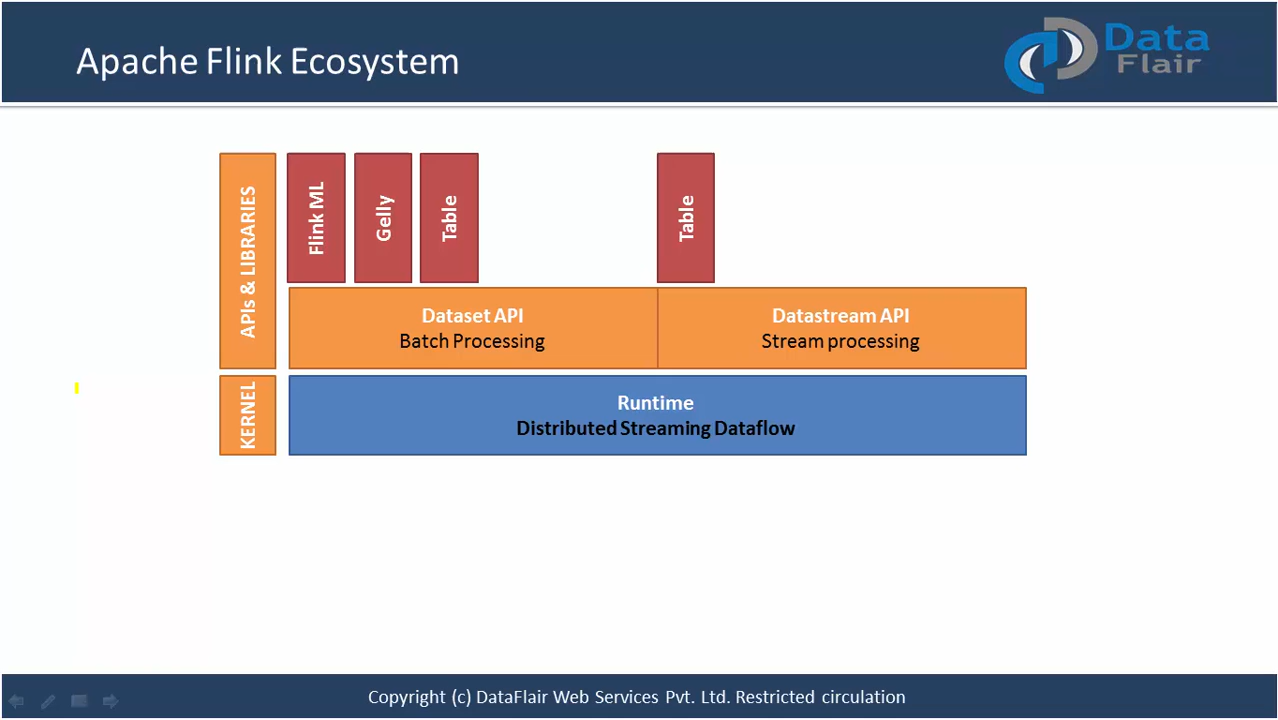 Apache Flink Ecosystem
Data
Flair
APIs & LIBRARIES
Flink ML
Gelly
Table
Table
Dataset API
Batch Processing
Datastream API
Stream processing
KERNEL
Runtime
Distributed Streaming Dataflow
Copyright (c) DataFlair Web Services Pvt. Ltd. Restricted circulation